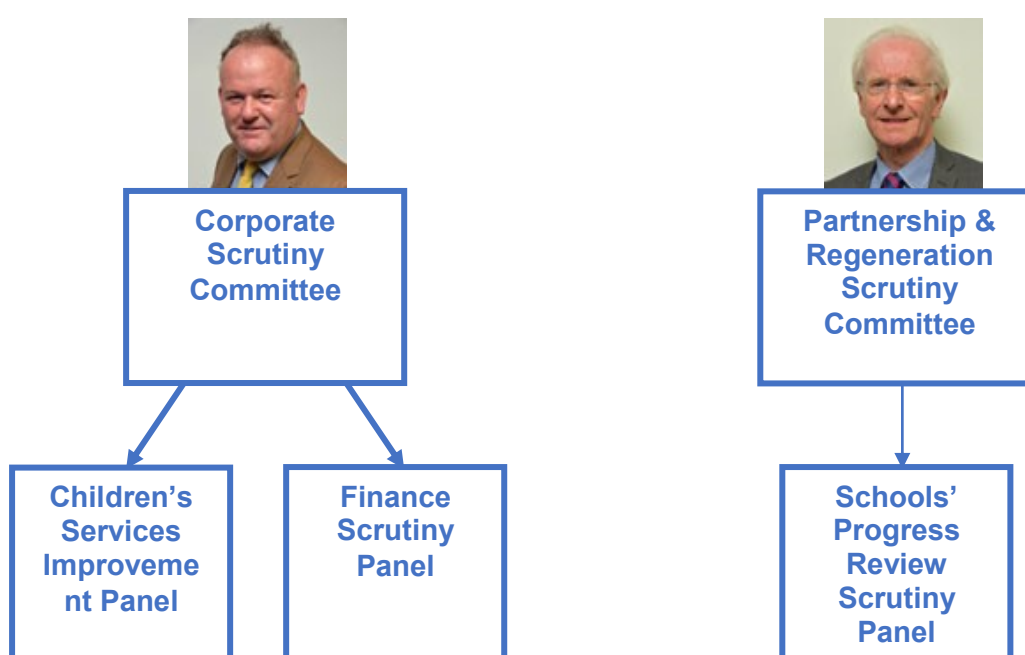 Corporate
Scrutiny
Committee
Partnership &
Regeneration
Scrutiny
Committee
Children’s
Services
Improveme
nt Panel
Finance
Scrutiny
Panel
Schools’
Progress
Review
Scrutiny
Panel